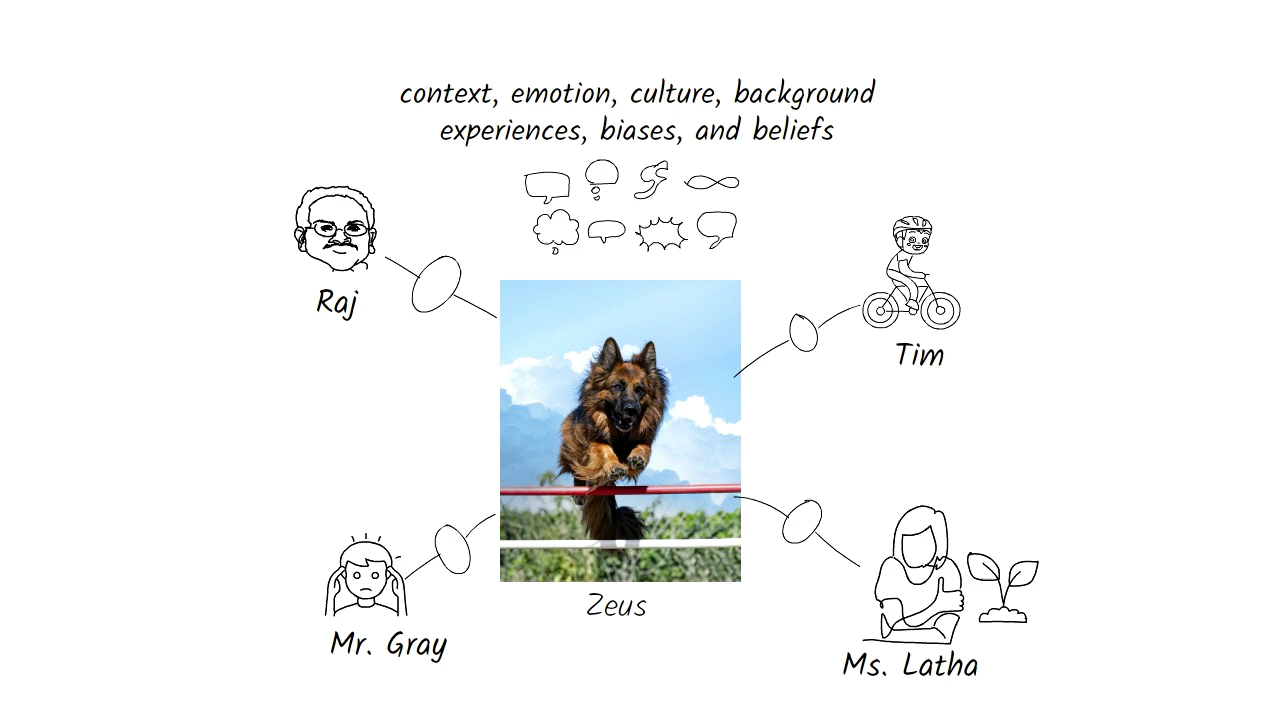 context, emotion, culture, background
experiences, biases, and beliefs
Raj
Tim
Zeus
Mr. Gray
Ms. Latha